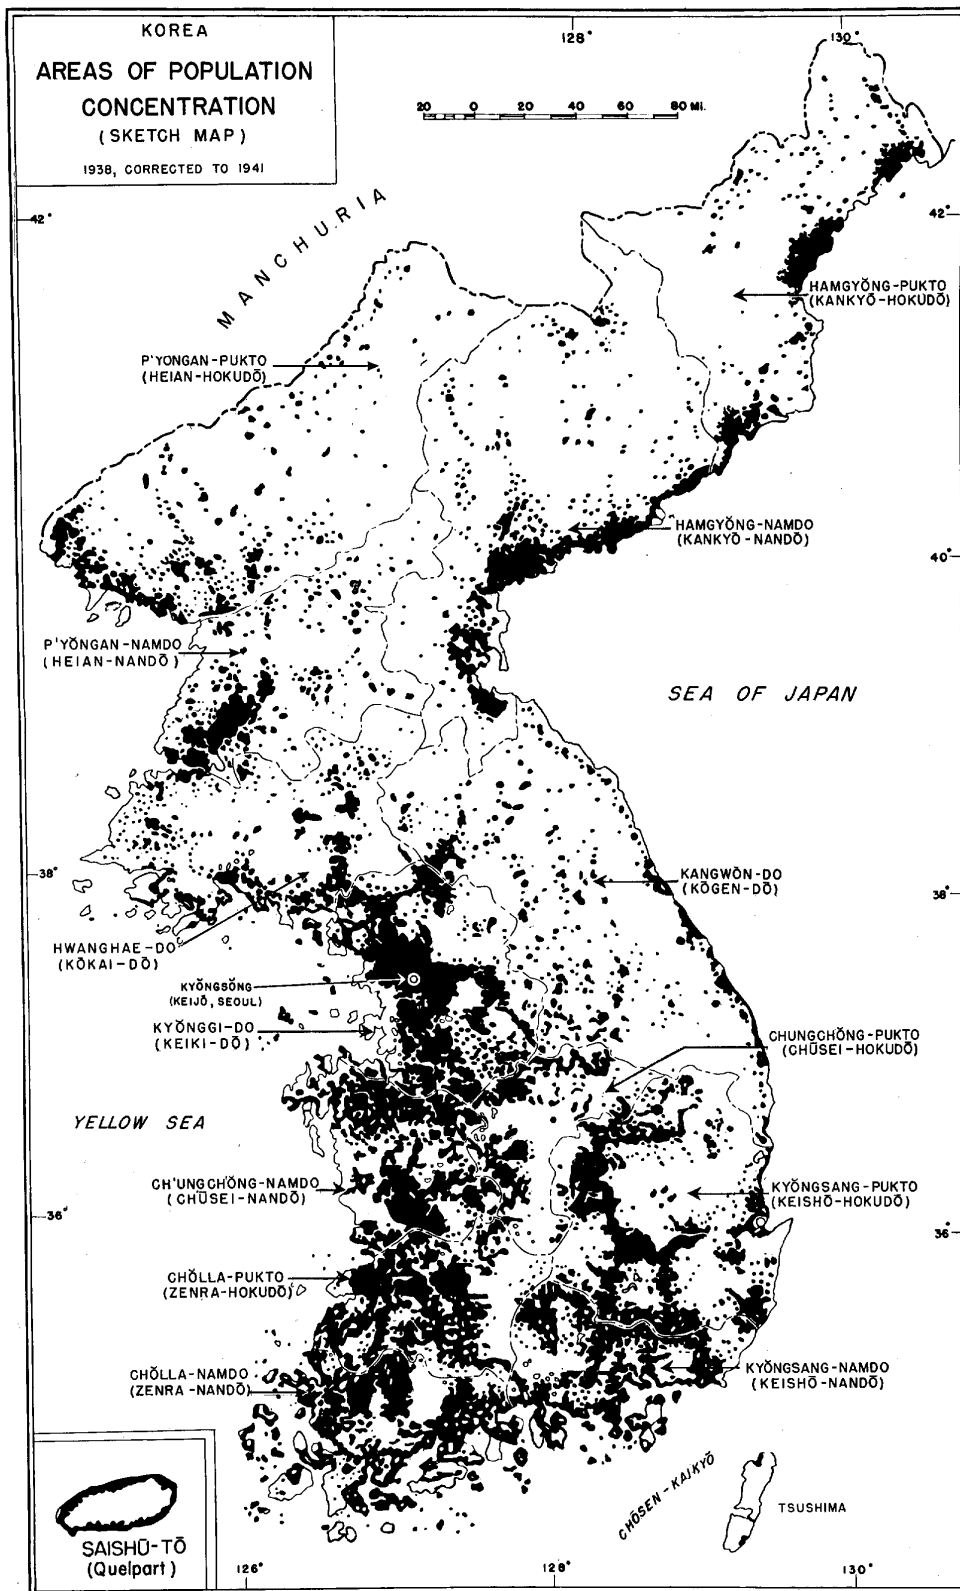 KOREA
AREAS OF POPULATION
CONCENTRATION
(SKETCH MAP)
1938, CORRECTED TO 1941
128°
130°
20 0 20 40 60 80 MI.
42°
42°
MANCHURIA
HAMGYŎNG-PUKTO
(KANKYŌ-HOKUDŌ)
P'YONGAN-PUKTO
(HEIAN-HOKUDŌ)
HAMGYŎNG-NAMDO
(KANKYŌ-NANDŌ)
40°
40°
P'YŎNGAN-NAMDO
(HEIAN-NANDŌ)
SEA OF JAPAN
38°
38°
KANGWŎN-DO
(KŌGEN-DŌ)
HWANGHAE-DO
(KŌKAI-DŌ)
KYŎNGSŎNG
(KEIJŌ, SEOUL)
KYŎNGGI-DO
(KEIKI-DŌ)
CHUNGCHŎNG-PUKTO
(CHŪSEI-HOKUDŌ)
YELLOW SEA
CH'UNGCHŎNG-NAMDO
(CHŪSEI-NANDŌ)
KYŎNGSANG-PUKTO
(KEISHŌ-HOKUDŌ)
36°
36°
CHŎLLA-PUKTO
(ZENRA-HOKUDŌ)
CHŎLLA-NAMDO
(ZENRA-NANDŌ)
KYŎNGSANG-NAMDO
(KEISHŌ-NANDŌ)
CHŌSEN-KAIKYŌ
TSUSHIMA
SAISHŪ-TŌ
(Quelpart)
126°
128°
130°